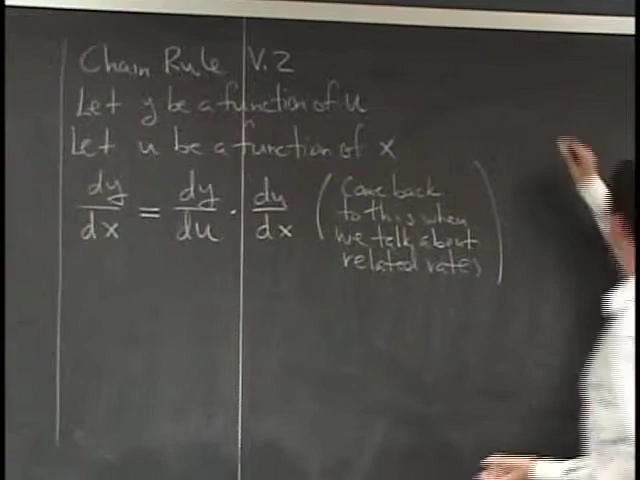 Chain Rule V.2
Let y be a function of u
Let u be a function of x
dy/dx = dy/du · du/dx (Come back
to this when
we talk about
related rates)